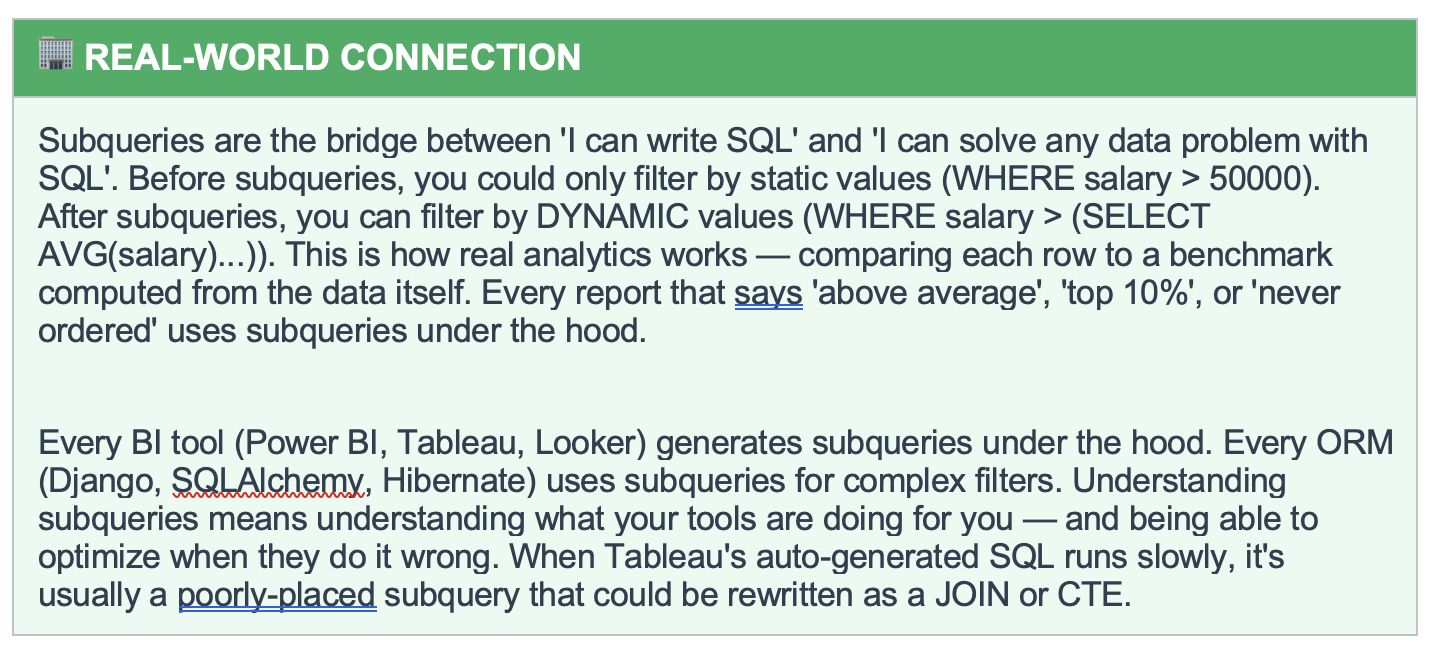 REAL-WORLD CONNECTION
Subqueries are the bridge between 'I can write SQL' and 'I can solve any data problem with
SQL'. Before subqueries, you could only filter by static values (WHERE salary > 50000).
After subqueries, you can filter by DYNAMIC values (WHERE salary > (SELECT
AVG(salary)...)). This is how real analytics works — comparing each row to a benchmark
computed from the data itself. Every report that says 'above average', 'top 10%', or 'never
ordered' uses subqueries under the hood.
Every BI tool (Power BI, Tableau, Looker) generates subqueries under the hood. Every ORM
(Django, SQLAlchemy, Hibernate) uses subqueries for complex filters. Understanding
subqueries means understanding what your tools are doing for you — and being able to
optimize when they do it wrong. When Tableau's auto-generated SQL runs slowly, it's
usually a poorly-placed subquery that could be rewritten as a JOIN or CTE.